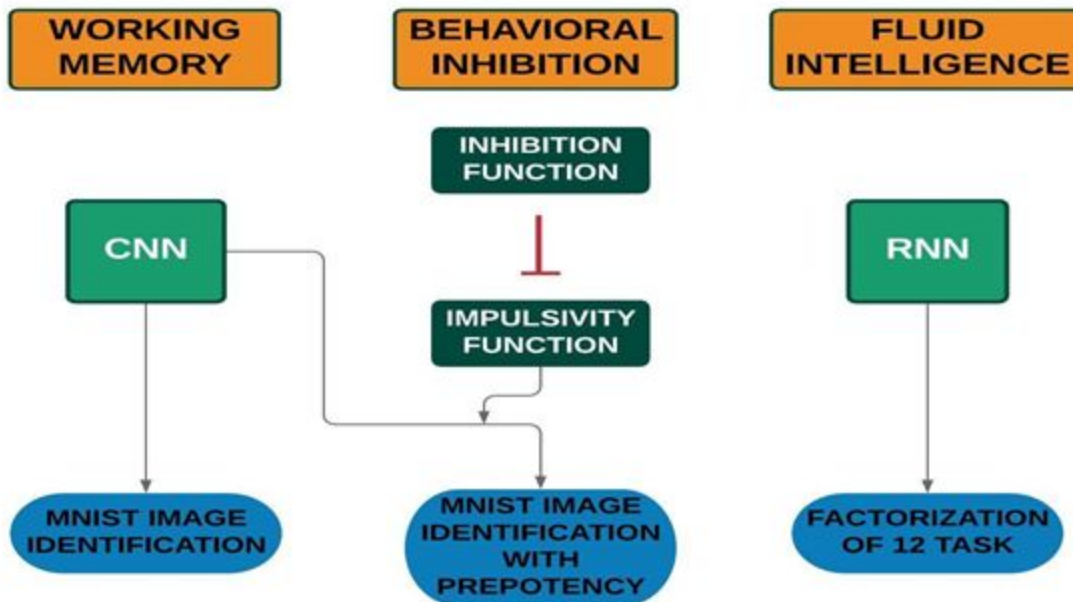 WORKING
MEMORY
BEHAVIORAL
INHIBITION
FLUID
INTELLIGENCE
INHIBITION
FUNCTION
CNN
RNN
IMPULSIVITY
FUNCTION
MNIST IMAGE
IDENTIFICATION
MNIST IMAGE
IDENTIFICATION
WITH
PREPOTENCY
FACTORIZATION
OF 12 TASK